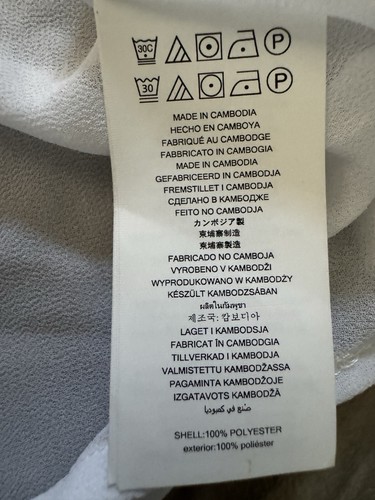 30C P
30 P
MADE IN CAMBODIA
HECHO EN CAMBOYA
FABRIQUÉ AU CAMBODGE
FABBRICATO IN CAMBOGIA
MADE IN CAMBODIA
GEFABRICEERD IN CAMBODJA
FREMSTILLET I CAMBODJA
СДЕЛАНО В КАМБОДЖЕ
FEITO NO CAMBODJA
カンボジア製
柬埔寨制造
柬埔寨製造
FABRICADO NO CAMBOJA
VYROBENO V KAMBODŽI
WYPRODUKOWANO W KAMBODŻY
KÉSZÜLT KAMBODZSÁBAN
ผลิตในกัมพูชา
제조국: 캄보디아
LAGET I KAMBODSJA
FABRICAT ÎN CAMBODGIA
TILLVERKAD I KAMBODJA
VALMISTETTU KAMBODŽASSA
PAGAMINTA KAMBODŽOJE
IZGATAVOTS KAMBODŽĀ
صنع في كمبوديا
SHELL:100% POLYESTER
exterior:100% poliéster